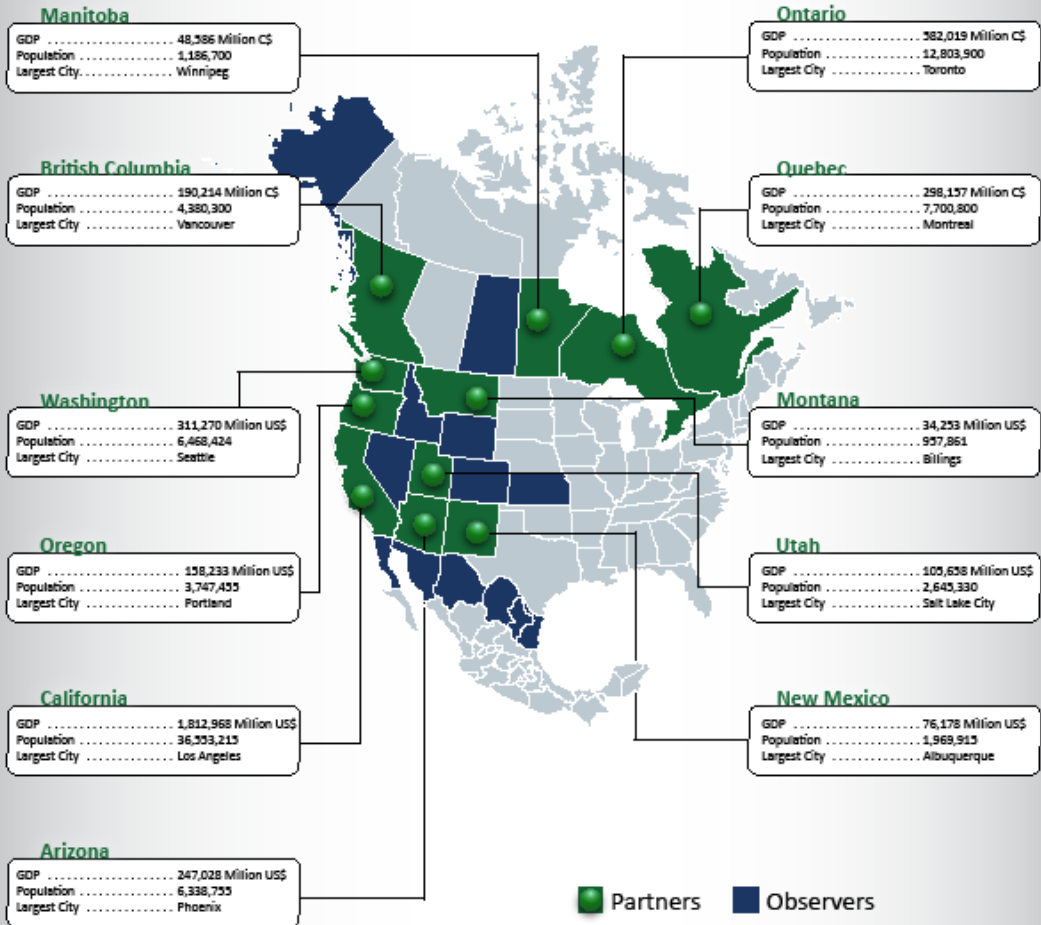 Manitoba
GDP .................... 48,586 Million C$
Population ............... 1,186,700
Largest City. .............. Winnipeg
British Columbia
GDP .................... 190,214 Million C$
Population ............... 4,380,300
Largest City .............. Vancouver
Washington
GDP .................... 311,270 Million US$
Population ............... 6,468,424
Largest City .............. Seattle
Oregon
GDP .................... 158,233 Million US$
Population ............... 3,747,455
Largest City .............. Portland
California
GDP .................... 1,812,968 Million US$
Population ............... 36,553,215
Largest City .............. Los Angeles
Arizona
GDP .................... 247,028 Million US$
Population ............... 6,338,755
Largest City .............. Phoenix
Ontario
GDP .................... 582,019 Million C$
Population ............... 12,803,900
Largest City .............. Toronto
Quebec
GDP .................... 298,157 Million C$
Population ............... 7,700,800
Largest City .............. Montreal
Montana
GDP .................... 34,253 Million US$
Population ............... 957,861
Largest City .............. Billings
Utah
GDP .................... 105,658 Million US$
Population ............... 2,645,330
Largest City .............. Salt Lake City
New Mexico
GDP .................... 76,178 Million US$
Population ............... 1,969,915
Largest City .............. Albuquerque
Partners
Observers